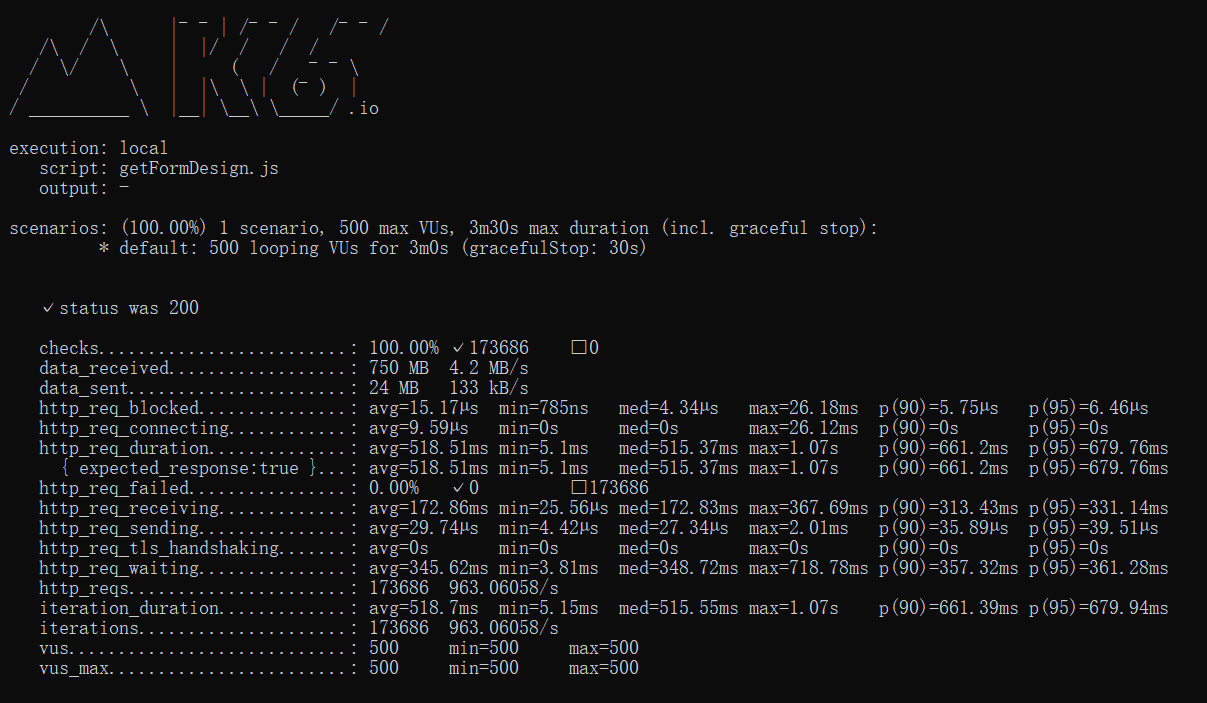 /\      |‾ ‾| /‾ ‾/   /‾ ‾/
/\  /  \     |  |/  /   /  /
/  \/    \    |     (   /   ‾ ‾\
/          \   |  |\  \ |  (‾)  |
/ ___________ \  |__| \__\ \_____/ .io
execution: local
script: getFormDesign.js
output: -
scenarios: (100.00%) 1 scenario, 500 max VUs, 3m30s max duration (incl. graceful stop):
* default: 500 looping VUs for 3m0s (gracefulStop: 30s)
✓ status was 200
checks.........................: 100.00% ✓ 173686 □ 0
data_received..................: 750 MB 4.2 MB/s
data_sent......................: 24 MB 133 kB/s
http_req_blocked...............: avg=15.17µs min=785ns med=4.34µs max=26.18ms p(90)=5.75µs p(95)=6.46µs
http_req_connecting............: avg=9.59µs min=0s med=0s max=26.12ms p(90)=0s p(95)=0s
http_req_duration..............: avg=518.51ms min=5.1ms med=515.37ms max=1.07s p(90)=661.2ms p(95)=679.76ms
{ expected_response:true }...: avg=518.51ms min=5.1ms med=515.37ms max=1.07s p(90)=661.2ms p(95)=679.76ms
http_req_failed................: 0.00% ✓ 0 □ 173686
http_req_receiving.............: avg=172.86ms min=25.56µs med=172.83ms max=367.69ms p(90)=313.43ms p(95)=331.14ms
http_req_sending...............: avg=29.74µs min=4.42µs med=27.34µs max=2.01ms p(90)=35.89µs p(95)=39.51µs
http_req_tls_handshaking.......: avg=0s min=0s med=0s max=0s p(90)=0s p(95)=0s
http_req_waiting...............: avg=345.62ms min=3.81ms med=348.72ms max=718.78ms p(90)=357.32ms p(95)=361.28ms
http_reqs......................: 173686 963.06058/s
iteration_duration.............: avg=518.7ms min=5.15ms med=515.55ms max=1.07s p(90)=661.39ms p(95)=679.94ms
iterations.....................: 173686 963.06058/s
vus............................: 500 min=500 max=500
vus_max........................: 500 min=500 max=500